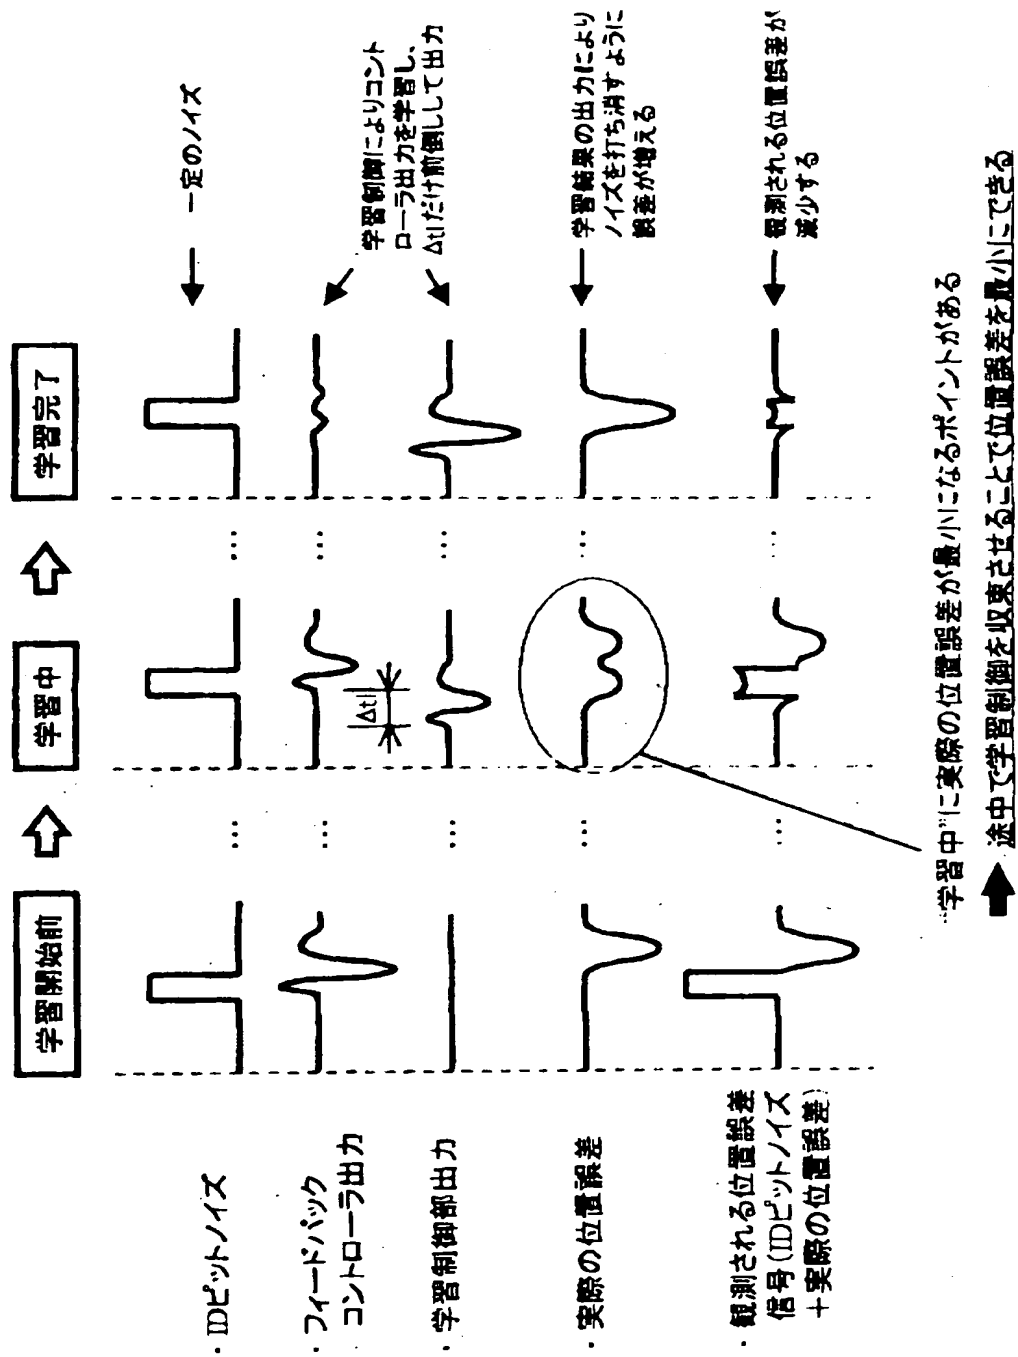 学習開始前
学習中
学習完了
・IDピットノイズ
・フィードバック
コントローラ出力
・学習制御部出力
・実際の位置誤差
・観測される位置誤差
信号(IDピットノイズ
+実際の位置誤差)
Δtl
…
…
…
…
…
…
…
…
…
…
一定のノイズ
学習制御によりコント
ローラ出力を学習し、
Δtlだけ前倒しして出力
学習結果の出力により
ノイズを打ち消すように
誤差が増える
観測される位置誤差が
減少する
“学習中”に実際の位置誤差が最小になるポイントがある
途中で学習制御を収束させることで位置誤差を最小にできる